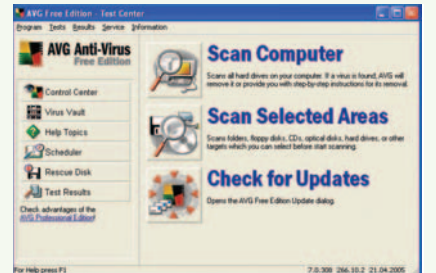 AVG Free Edition - Test Center
Program Tests Results Service Information
AVG Anti-Virus
Free Edition
Control Center
Virus Vault
Help Topics
Scheduler
Rescue Disk
Test Results
Check advantages of the
AVG Professional Edition!
Scan Computer
Scans all hard drives on your computer. If a virus is found, AVG will
remove it or provide you with step-by-step instructions for its removal.
Scan Selected Areas
Scans folders, floppy disks, CDs, optical disks, hard drives, or other
targets which you can select before start scanning.
Check for Updates
Opens the AVG Free Edition Update dialog.
For Help press F1
7.0.308 266.10.2 21.04.2005